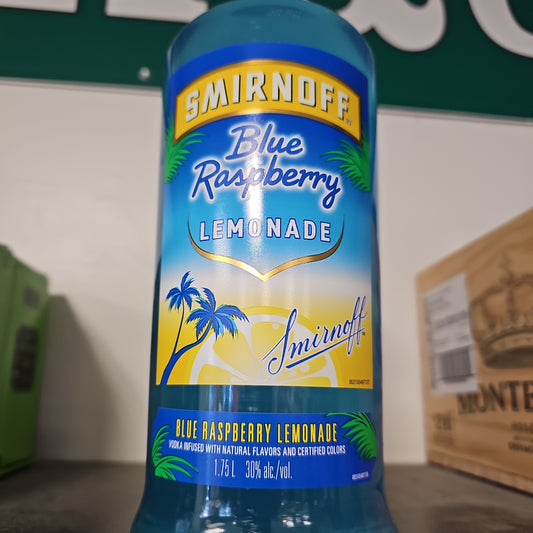 SMIRNOFF
Blue
Raspberry
LEMONADE
Smirnoff
BLUE RASPBERRY LEMONADE
VODKA INFUSED WITH NATURAL FLAVORS AND CERTIFIED COLORS
1.75 L 30% alc./vol.
MONTE